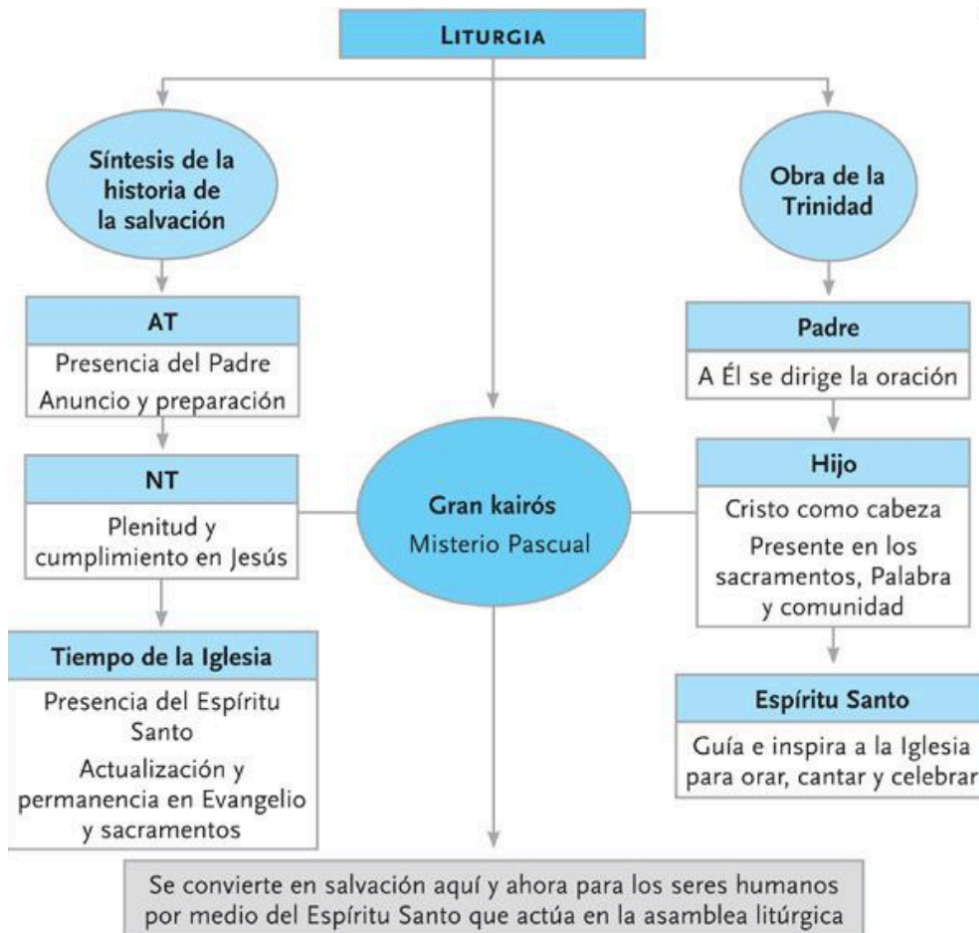 LITURGIA
Síntesis de la
historia de
la salvación
AT
Presencia del Padre
Anuncio y preparación
NT
Plenitud y
cumplimiento en Jesús
Tiempo de la Iglesia
Presencia del Espíritu
Santo
Actualización y
permanencia en Evangelio
y sacramentos
Gran kairós
Misterio Pascual
Obra de la
Trinidad
Padre
A Él se dirige la oración
Hijo
Cristo como cabeza
Presente en los
sacramentos, Palabra
y comunidad
Espíritu Santo
Guía e inspira a la Iglesia
para orar, cantar y celebrar
Se convierte en salvación aquí y ahora para los seres humanos
por medio del Espíritu Santo que actúa en la asamblea litúrgica